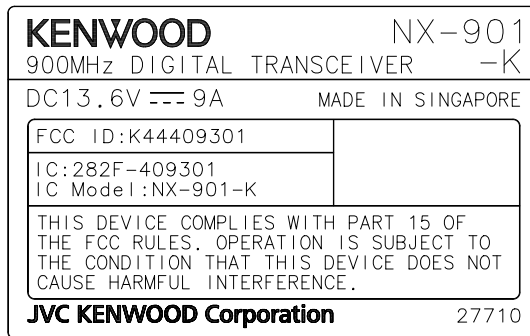 KENWOOD NX-901
900MHz DIGITAL TRANSCEIVER -K
DC13.6V ⎓ 9A MADE IN SINGAPORE
FCC ID:K44409301
IC:282F-409301
IC Model:NX-901-K
THIS DEVICE COMPLIES WITH PART 15 OF
THE FCC RULES. OPERATION IS SUBJECT TO
THE CONDITION THAT THIS DEVICE DOES NOT
CAUSE HARMFUL INTERFERENCE.
JVC KENWOOD Corporation 27710